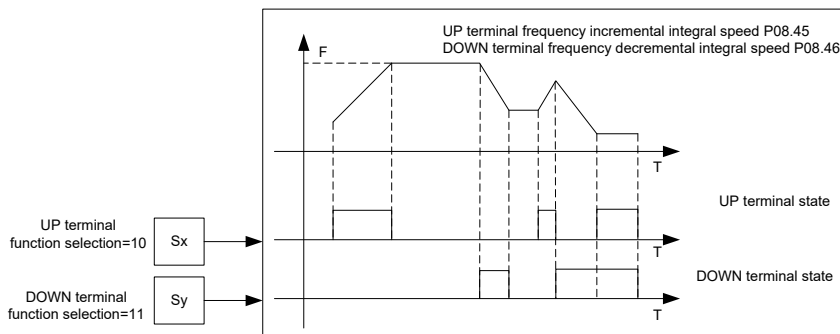 UP terminal frequency incremental integral speed P08.45
DOWN terminal frequency decremental integral speed P08.46
F
T
UP terminal state
UP terminal
function selection=10
Sx
T
DOWN terminal state
DOWN terminal
function selection=11
Sy
T